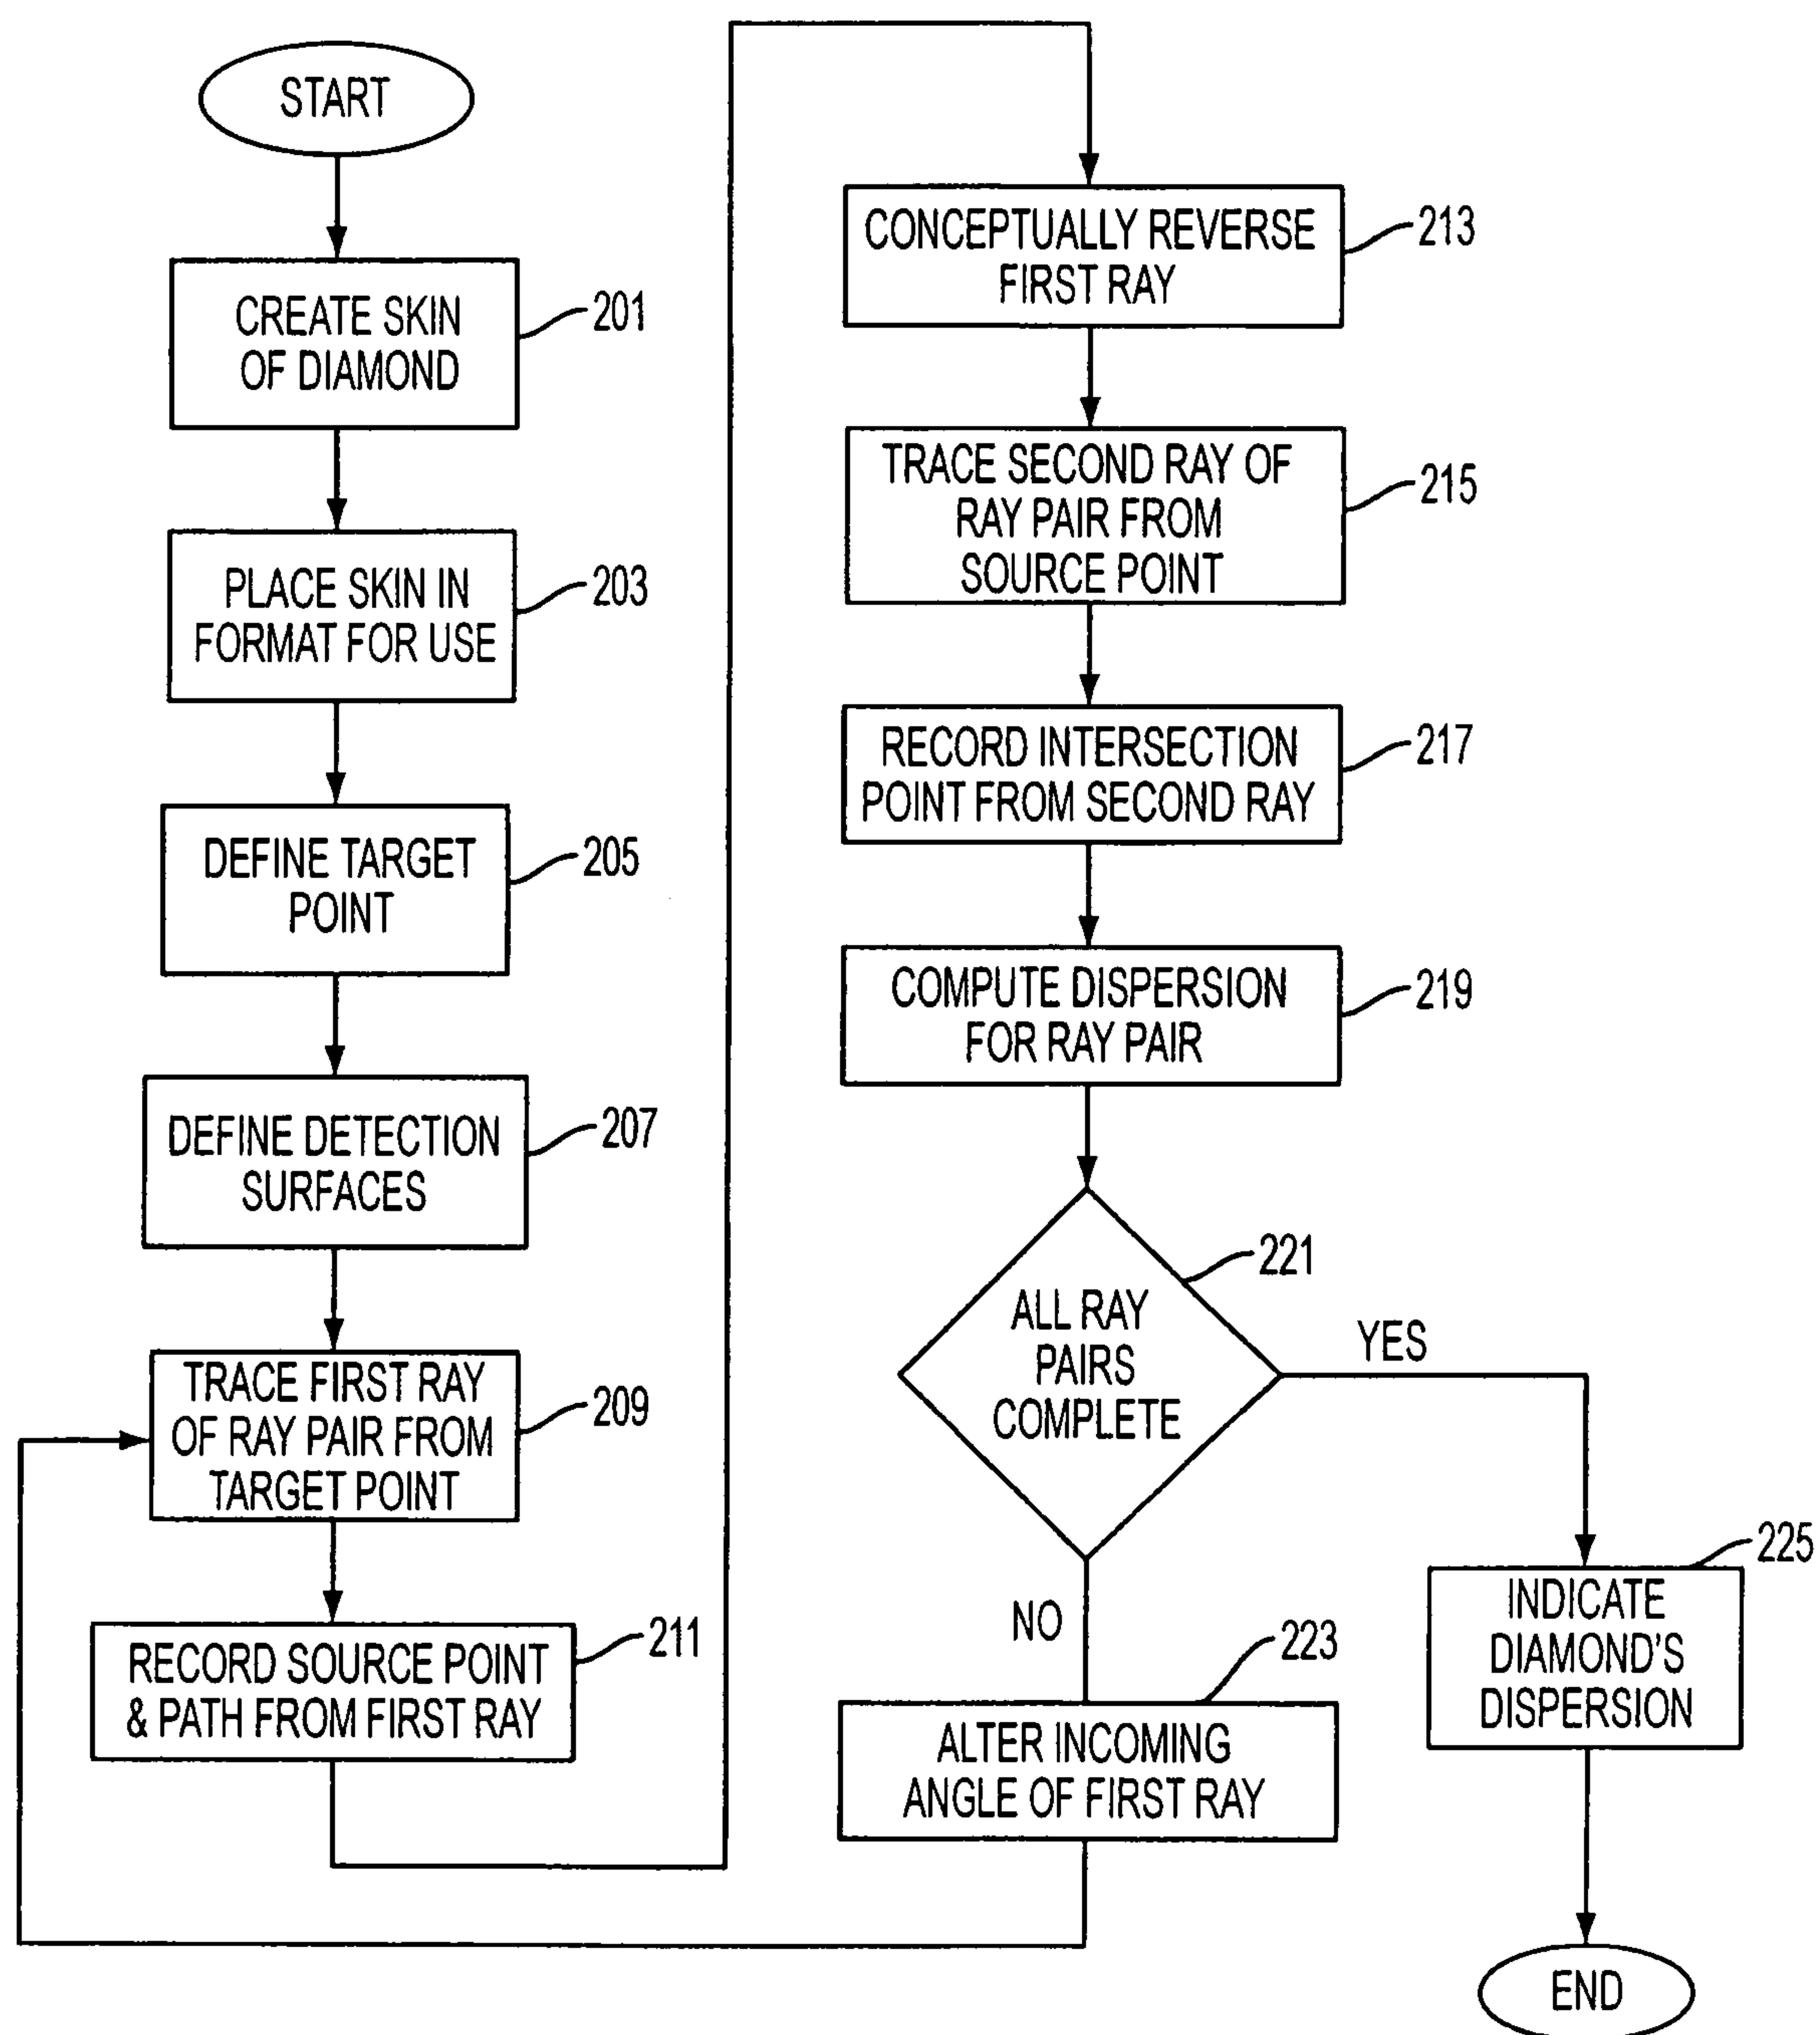 START
CREATE SKIN
OF DIAMOND
201
PLACE SKIN IN
FORMAT FOR USE
203
DEFINE TARGET
POINT
205
DEFINE DETECTION
SURFACES
207
TRACE FIRST RAY
OF RAY PAIR FROM
TARGET POINT
209
RECORD SOURCE POINT
& PATH FROM FIRST RAY
211
CONCEPTUALLY REVERSE
FIRST RAY
213
TRACE SECOND RAY OF
RAY PAIR FROM
SOURCE POINT
215
RECORD INTERSECTION
POINT FROM SECOND RAY
217
COMPUTE DISPERSION
FOR RAY PAIR
219
ALL RAY
PAIRS
COMPLETE
221
YES
NO
ALTER INCOMING
ANGLE OF FIRST RAY
223
INDICATE
DIAMOND'S
DISPERSION
225
END